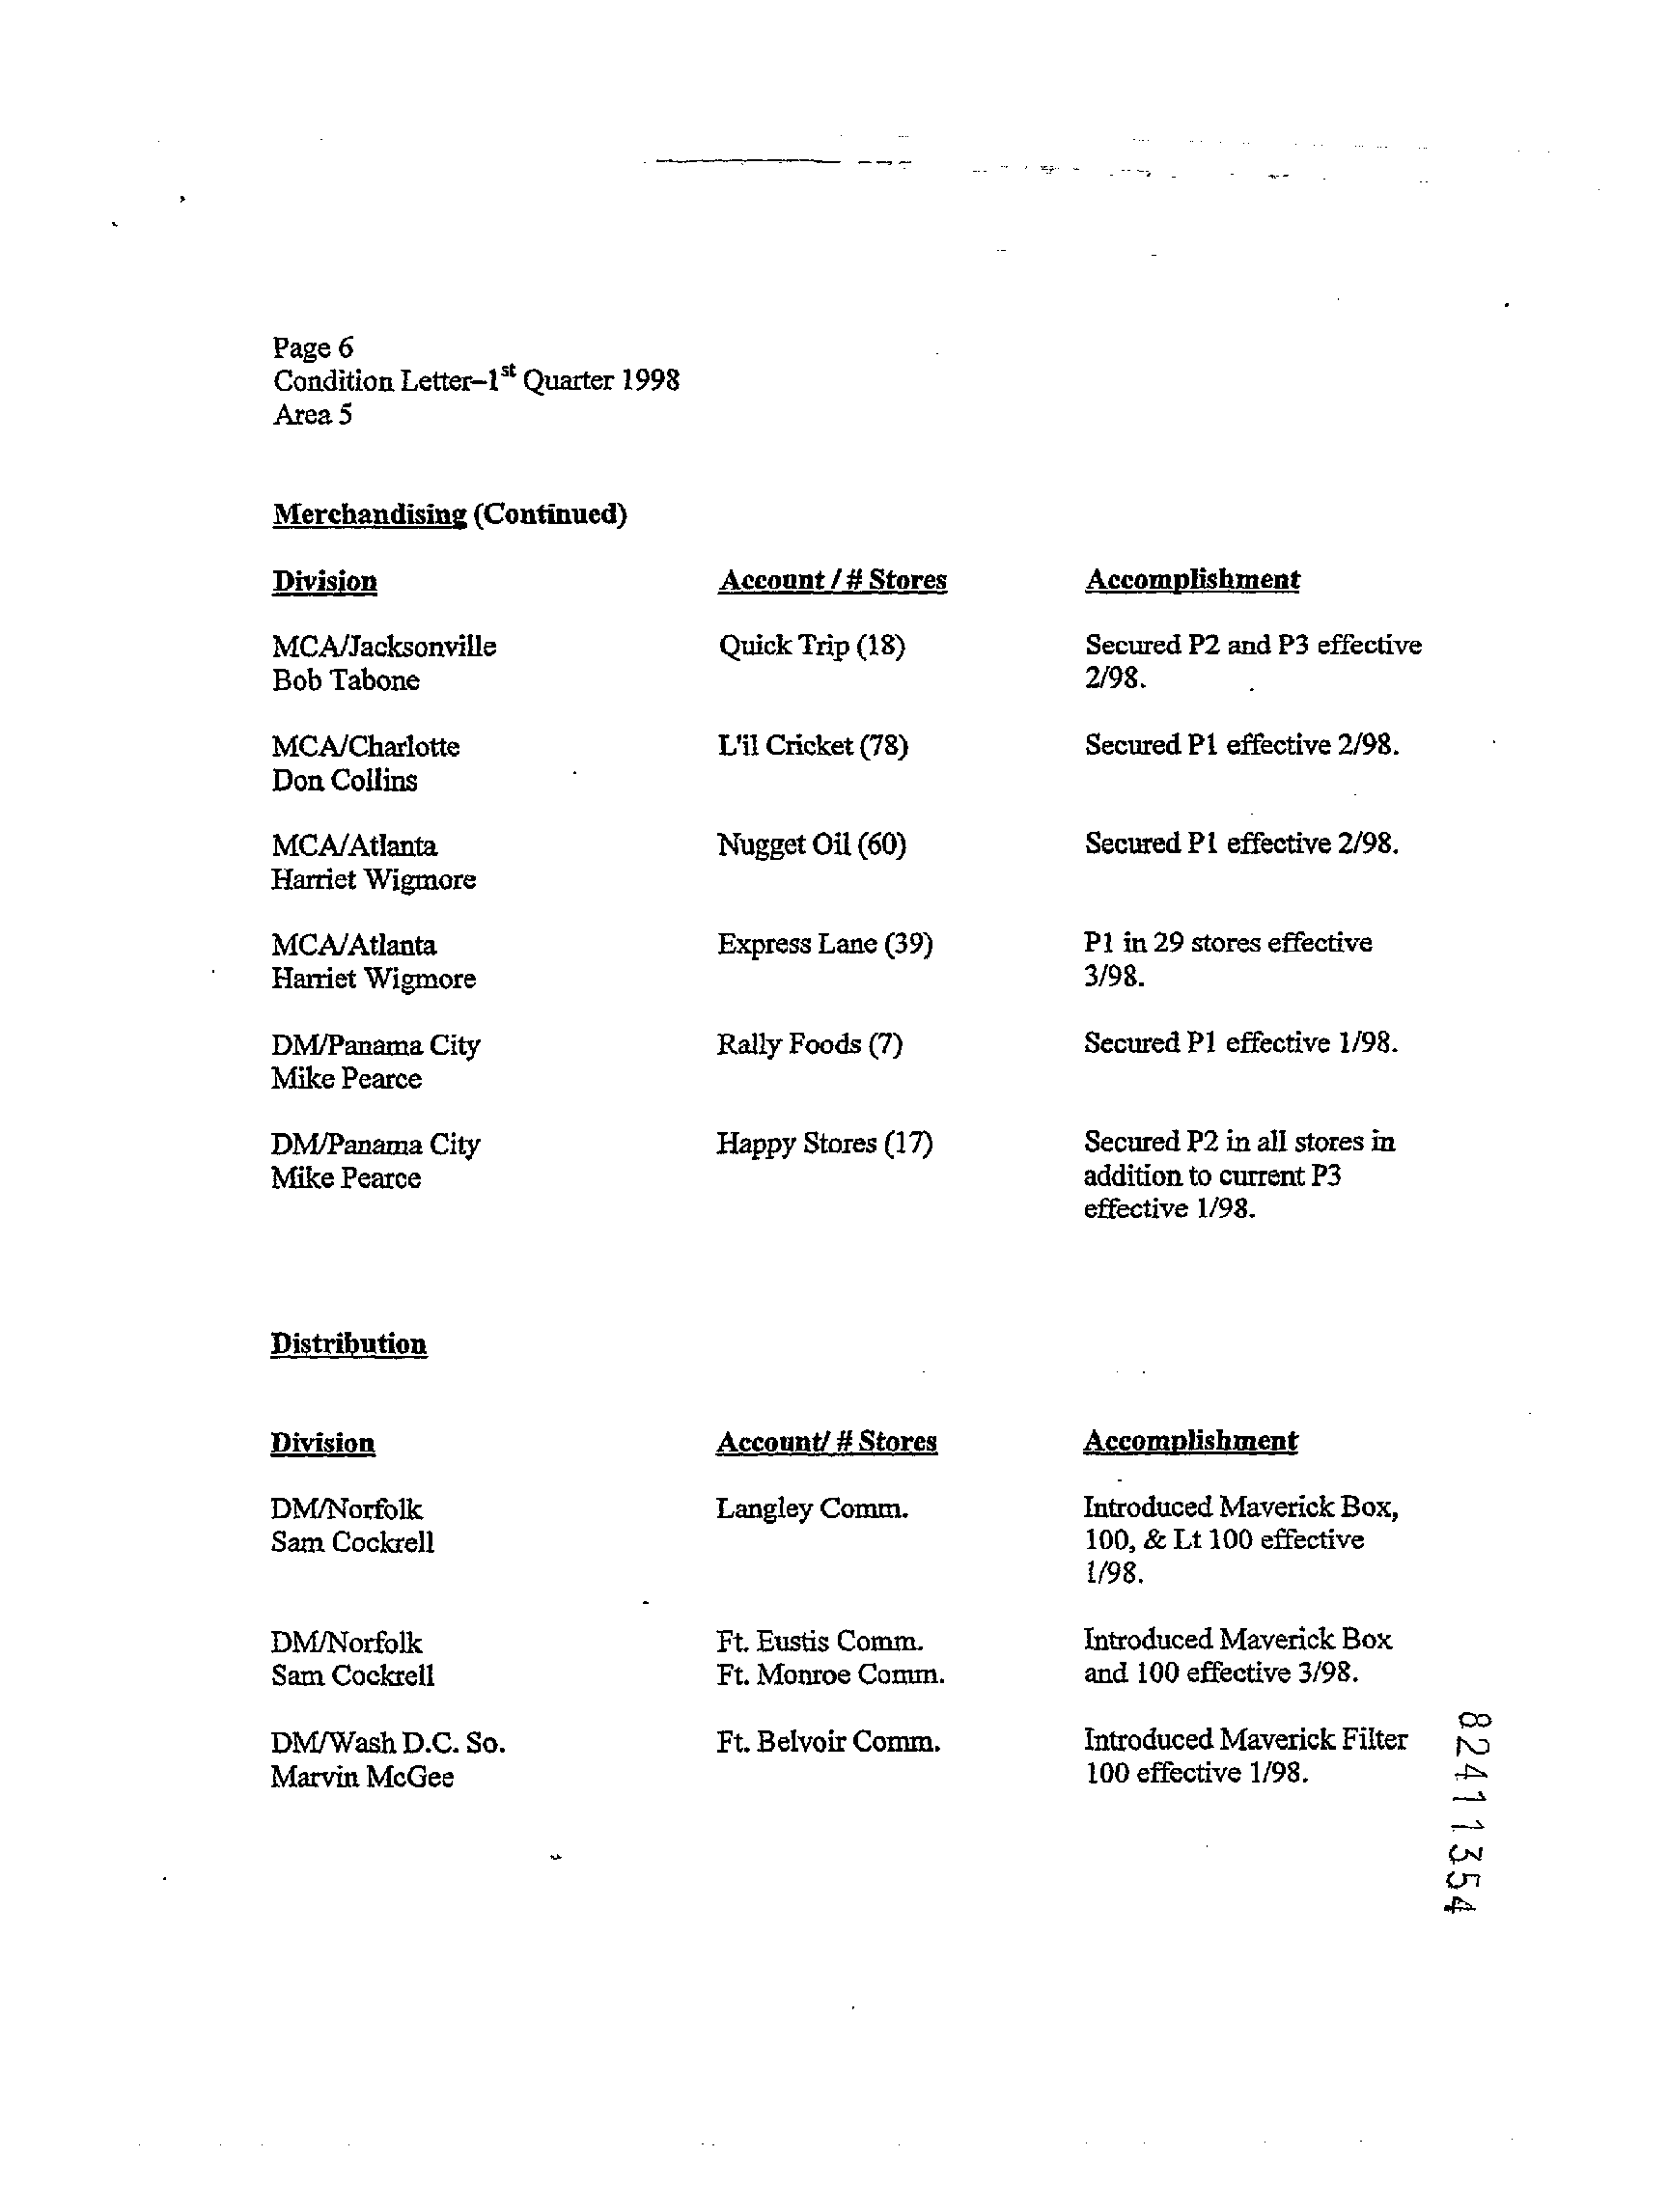 Page 6
Condition Letter–1st Quarter 1998
Area 5
Merchandising (Continued)
Division Account / # Stores Accomplishment
MCA/Jacksonville Quick Trip (18) Secured P2 and P3 effective
Bob Tabone 2/98.
MCA/Charlotte L'il Cricket (78) Secured P1 effective 2/98.
Don Collins
MCA/Atlanta Nugget Oil (60) Secured P1 effective 2/98.
Harriet Wigmore
MCA/Atlanta Express Lane (39) P1 in 29 stores effective
Harriet Wigmore 3/98.
DM/Panama City Rally Foods (7) Secured P1 effective 1/98.
Mike Pearce
DM/Panama City Happy Stores (17) Secured P2 in all stores in
Mike Pearce addition to current P3
effective 1/98.
Distribution
Division Account/ # Stores Accomplishment
DM/Norfolk Langley Comm. Introduced Maverick Box,
Sam Cockrell 100, & Lt 100 effective
1/98.
DM/Norfolk Ft. Eustis Comm. Introduced Maverick Box
Sam Cockrell Ft. Monroe Comm. and 100 effective 3/98.
DM/Wash D.C. So. Ft. Belvoir Comm. Introduced Maverick Filter
Marvin McGee 100 effective 1/98.
82411354